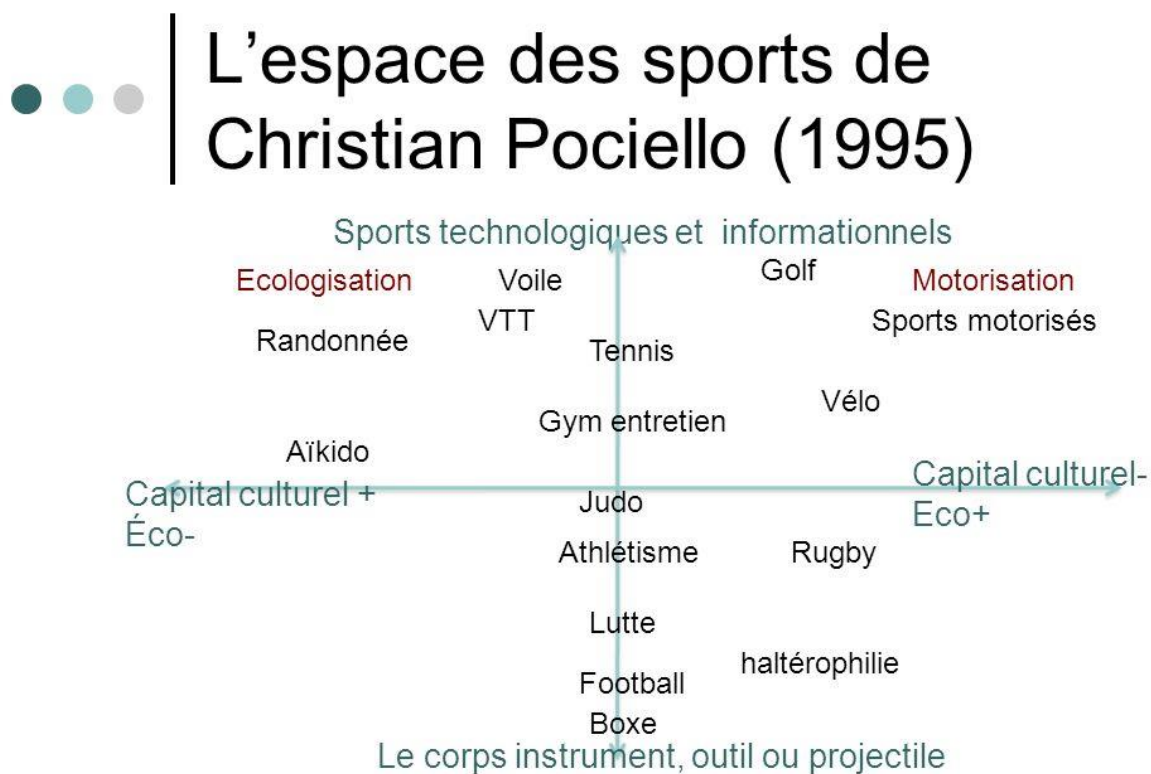 L'espace des sports de
Christian Pociello (1995)
Sports technologiques et  informationnels
Ecologisation
Voile
Golf
Motorisation
VTT
Sports motorisés
Randonnée
Tennis
Vélo
Gym entretien
Aïkido
Capital culturel +
Éco-
Capital culturel-
Eco+
Judo
Athlétisme
Rugby
Lutte
haltérophilie
Football
Boxe
Le corps instrument, outil ou projectile